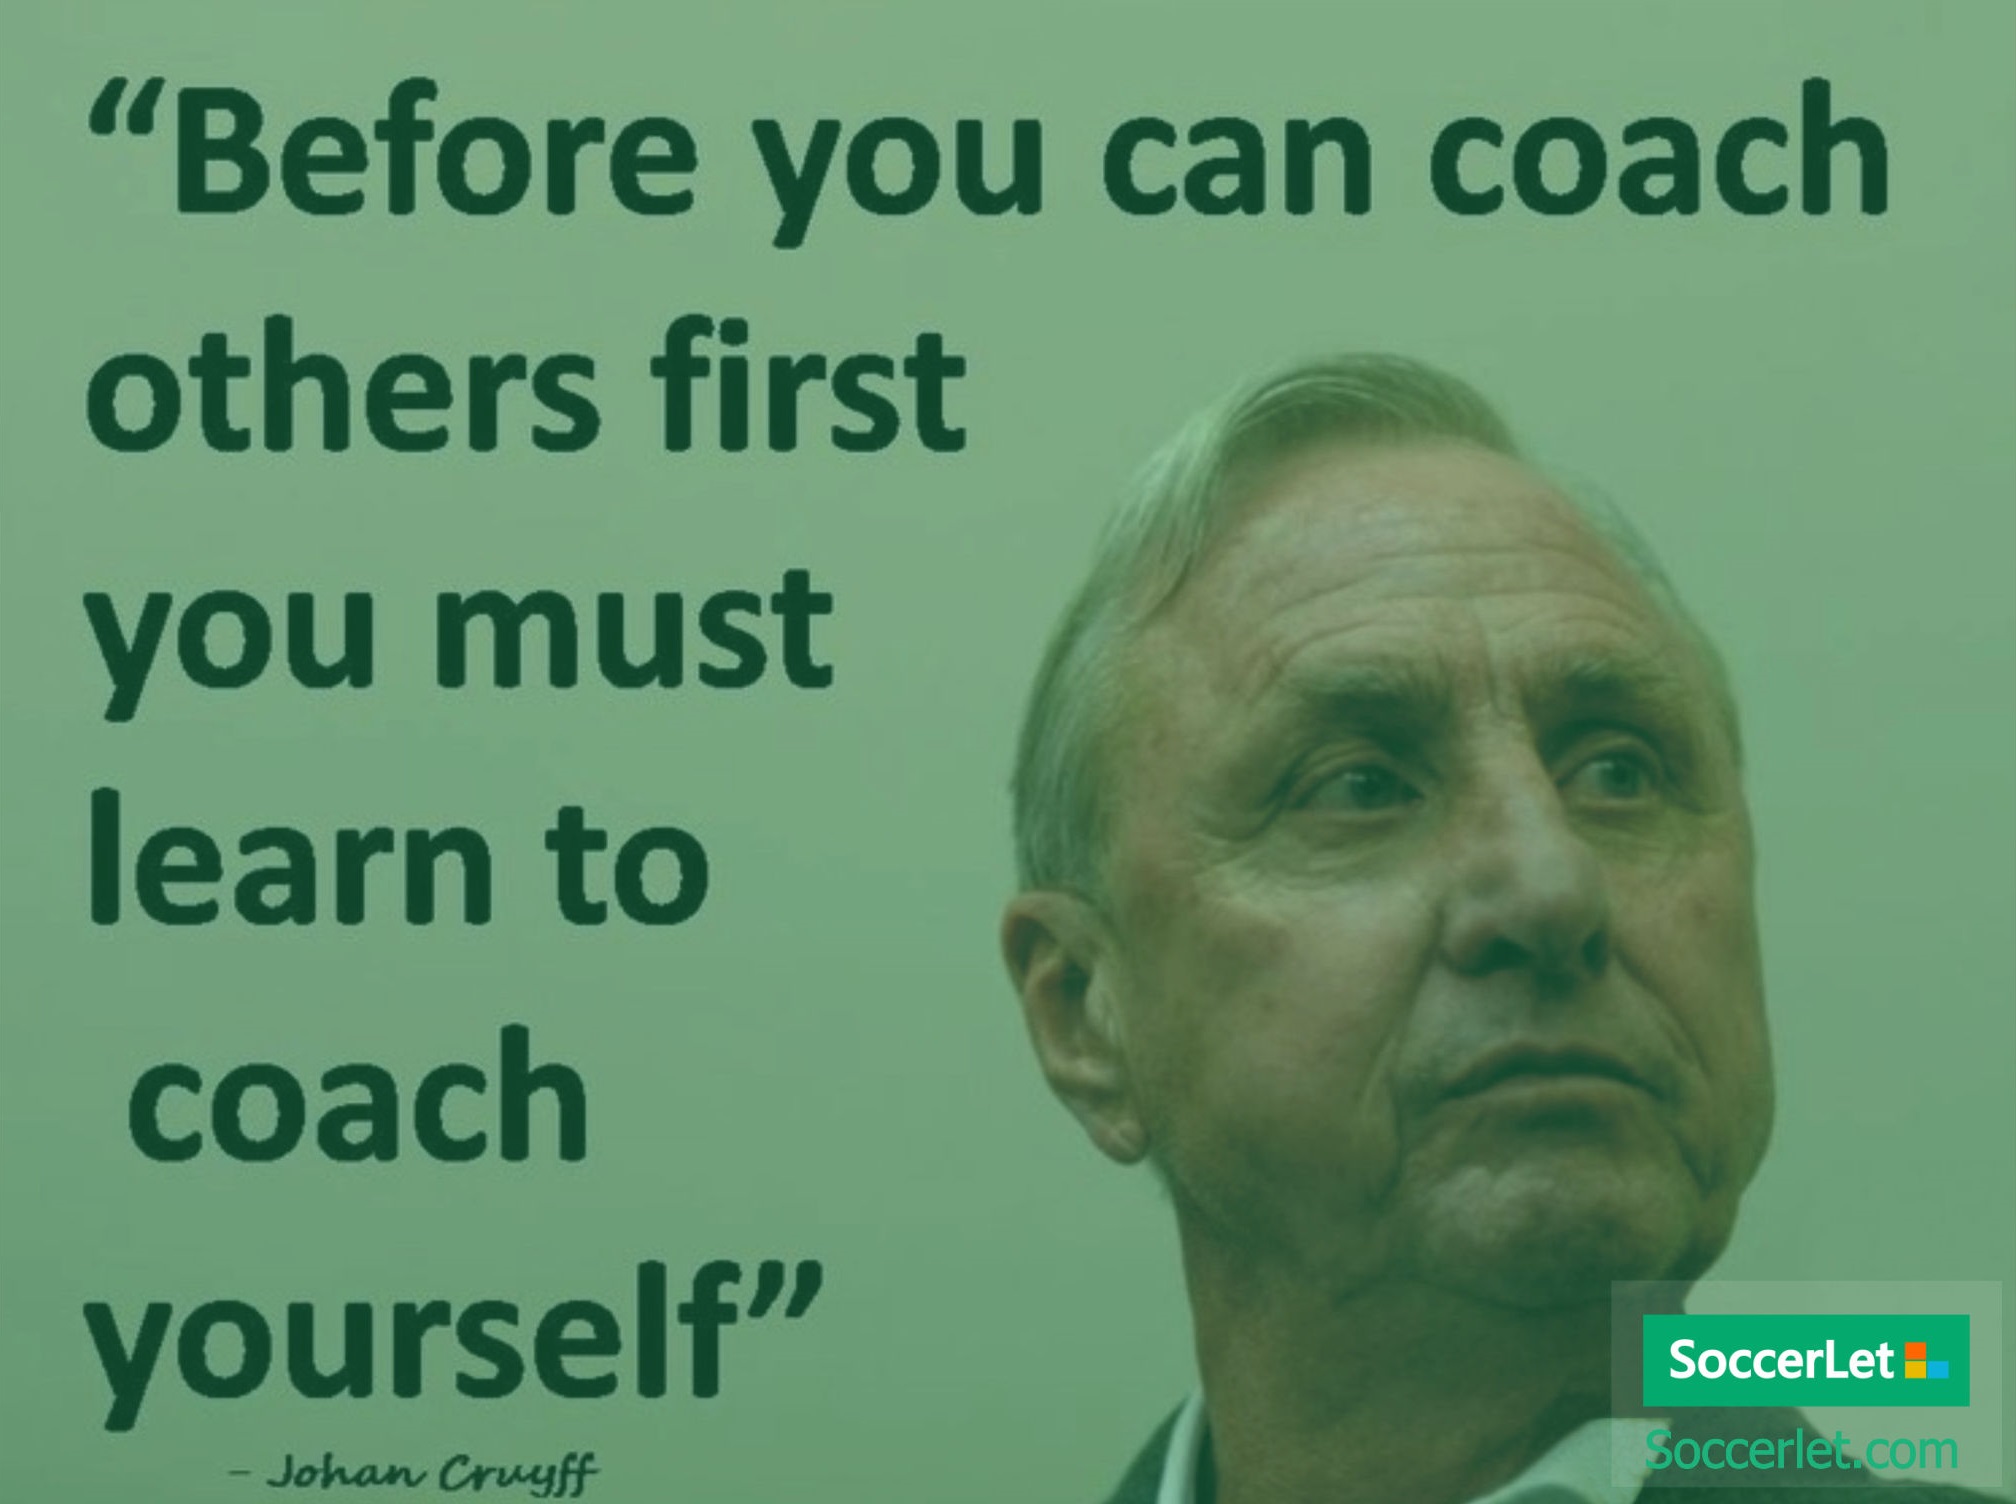 “Before you can coach
others first
you must
learn to
coach
yourself”
– Johan Cruyff
SoccerLet
Soccerlet.com